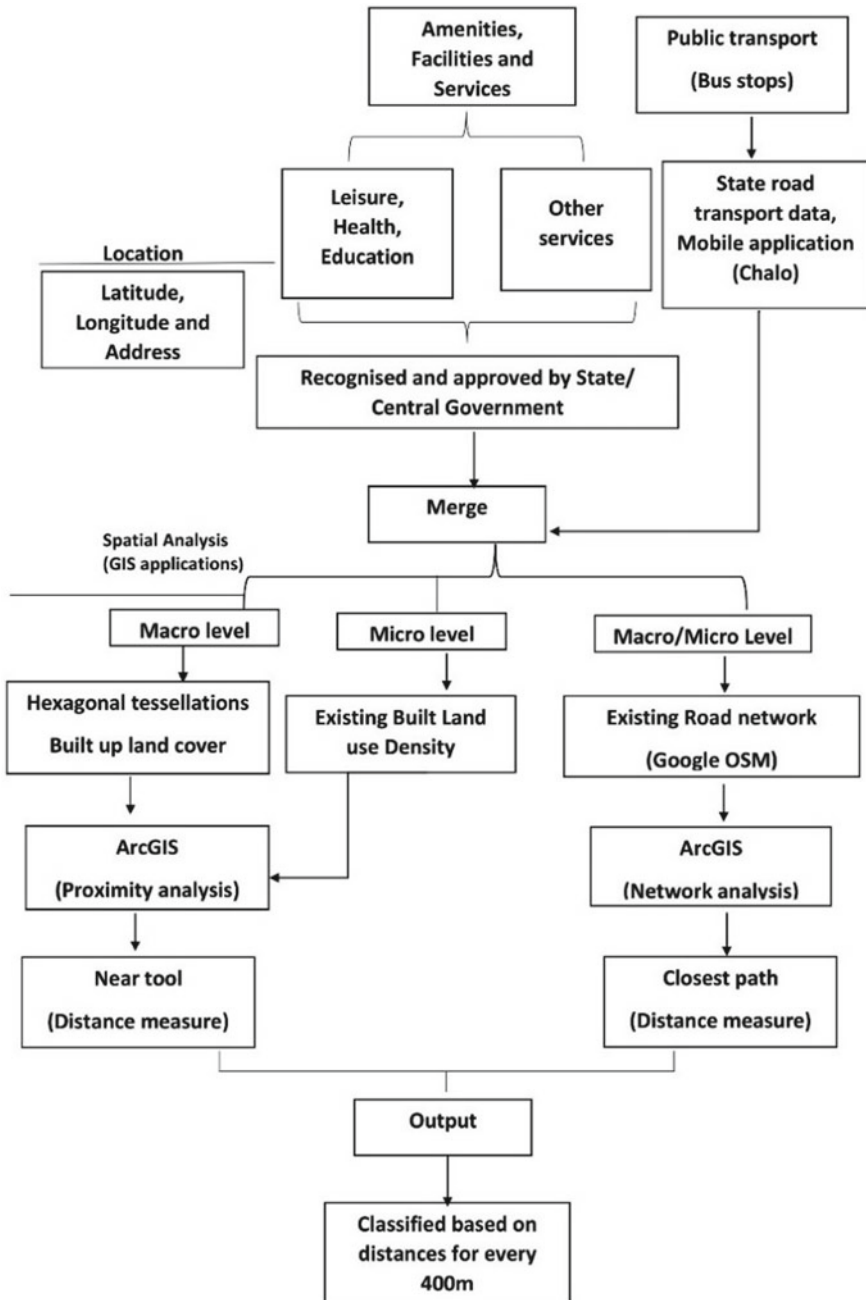 Amenities,
Facilities and
Services
Public transport
(Bus stops)
Leisure,
Health,
Education
Other
services
State road
transport data,
Mobile application
(Chalo)
Location
Latitude,
Longitude and
Address
Recognised and approved by State/
Central Government
Merge
Spatial Analysis
(GIS applications)
Macro level
Micro level
Macro/Micro Level
Hexagonal tessellations
Built up land cover
Existing Built Land
use Density
Existing Road network
(Google OSM)
ArcGIS
(Proximity analysis)
ArcGIS
(Network analysis)
Near tool
(Distance measure)
Closest path
(Distance measure)
Output
Classified based on
distances for every
400m